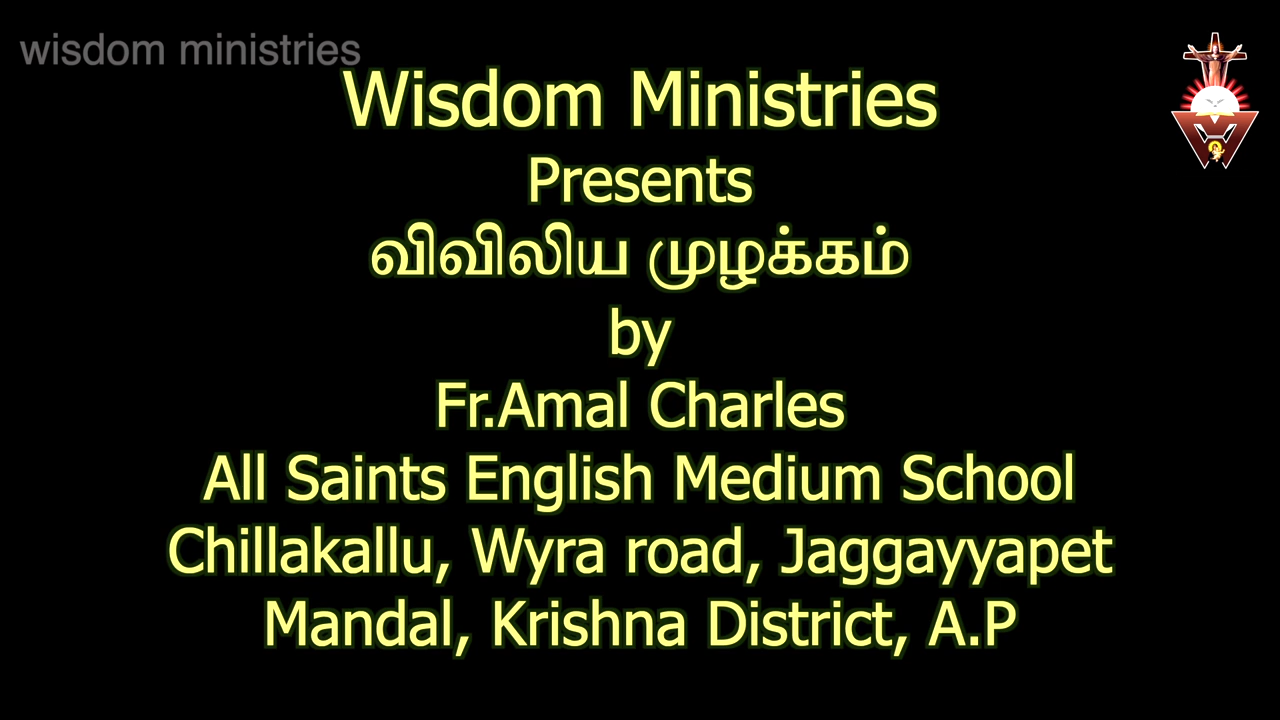 wisdom ministries
Wisdom Ministries
Presents
விவிலிய முழக்கம்
by
Fr.Amal Charles
All Saints English Medium School
Chillakallu, Wyra road, Jaggayyapet
Mandal, Krishna District, A.P